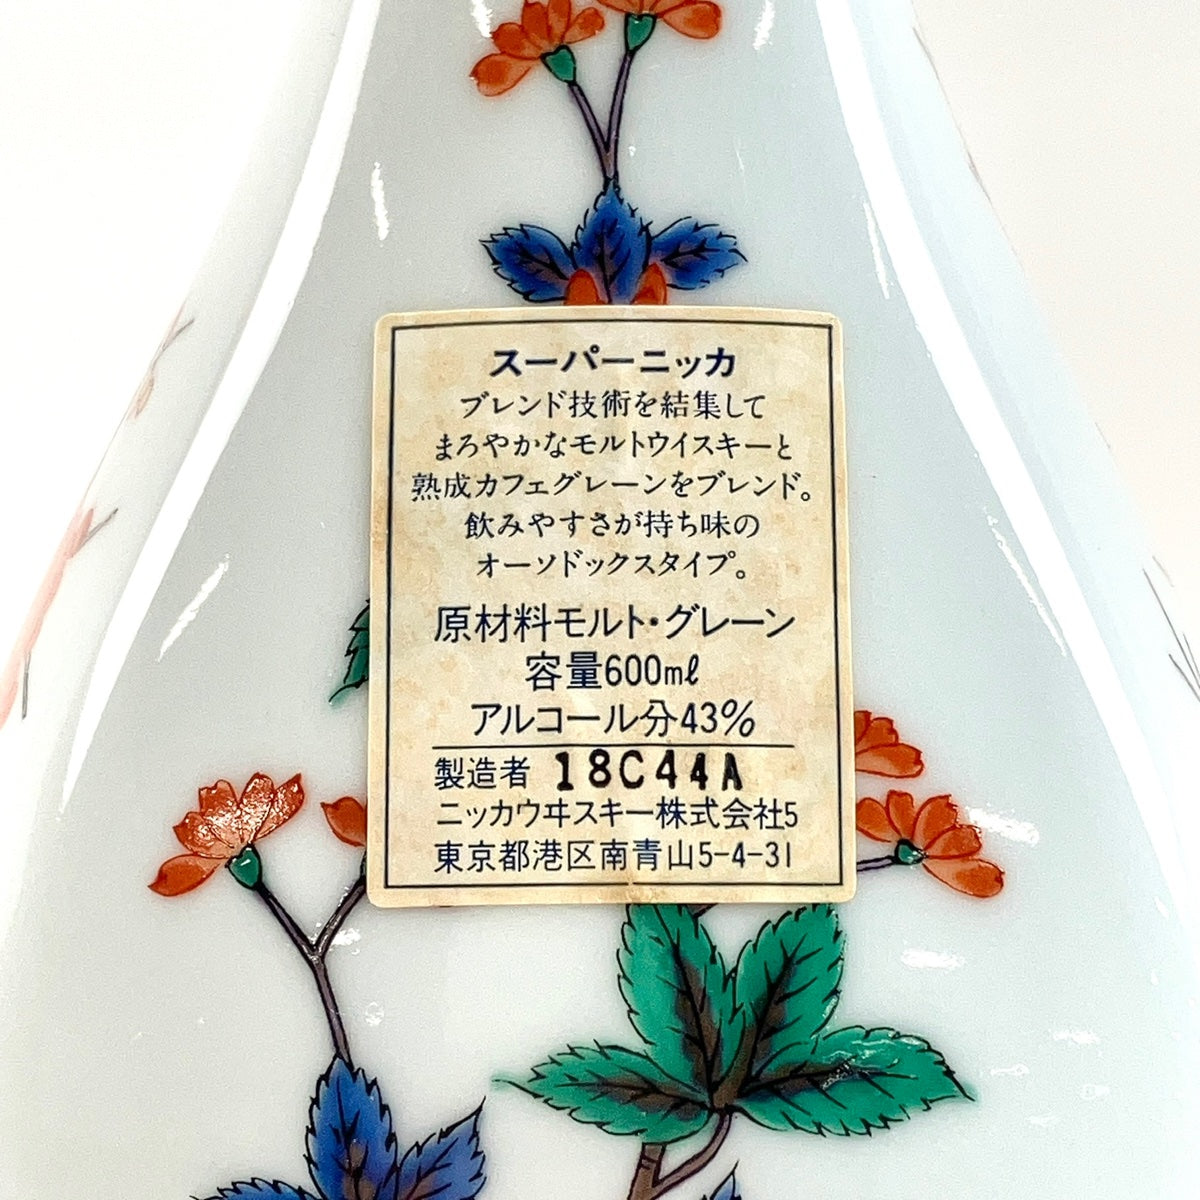 スーパーニッカ
ブレンド技術を結集して
まろやかなモルトウイスキーと
熟成カフェグレーンをブレンド。
飲みやすさが持ち味の
オーソドックスタイプ。
原材料モルト・グレーン
容量600mℓ
アルコール分43%
製造者 18C44A
ニッカウヰスキー株式会社5
東京都港区南青山5-4-31